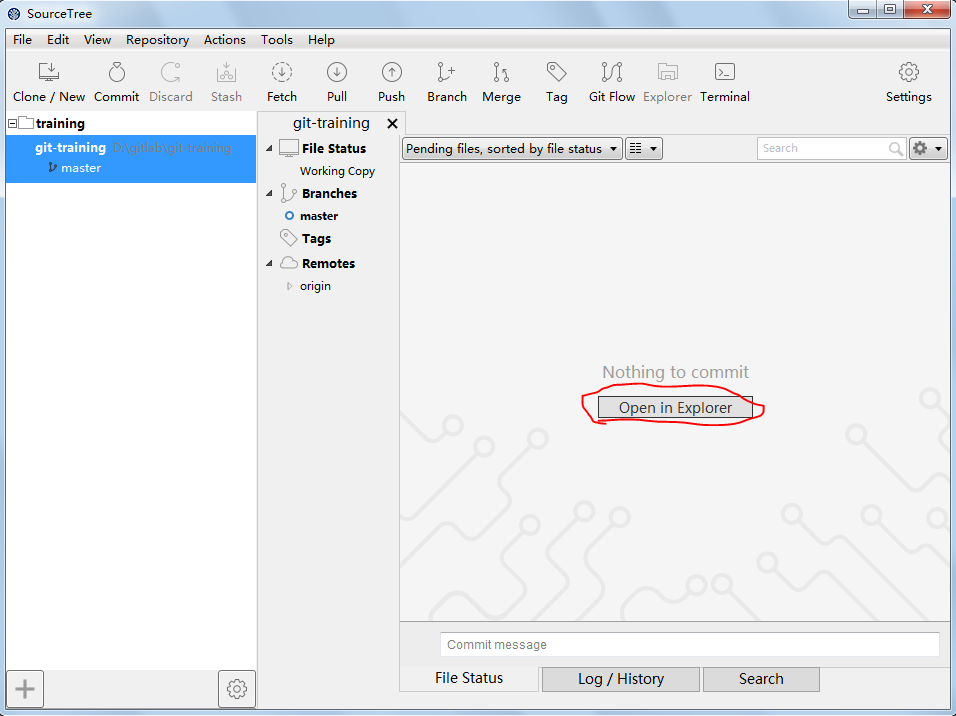 SourceTree
File Edit View Repository Actions Tools Help
Clone / New Commit Discard Stash Fetch Pull Push Branch Merge Tag Git Flow Explorer Terminal Settings
training
git-training D:\gitlab\git-training
master
git-training
File Status
Working Copy
Branches
master
Tags
Remotes
origin
Pending files, sorted by file status
Search
Nothing to commit
Open in Explorer
Commit message
File Status Log / History Search